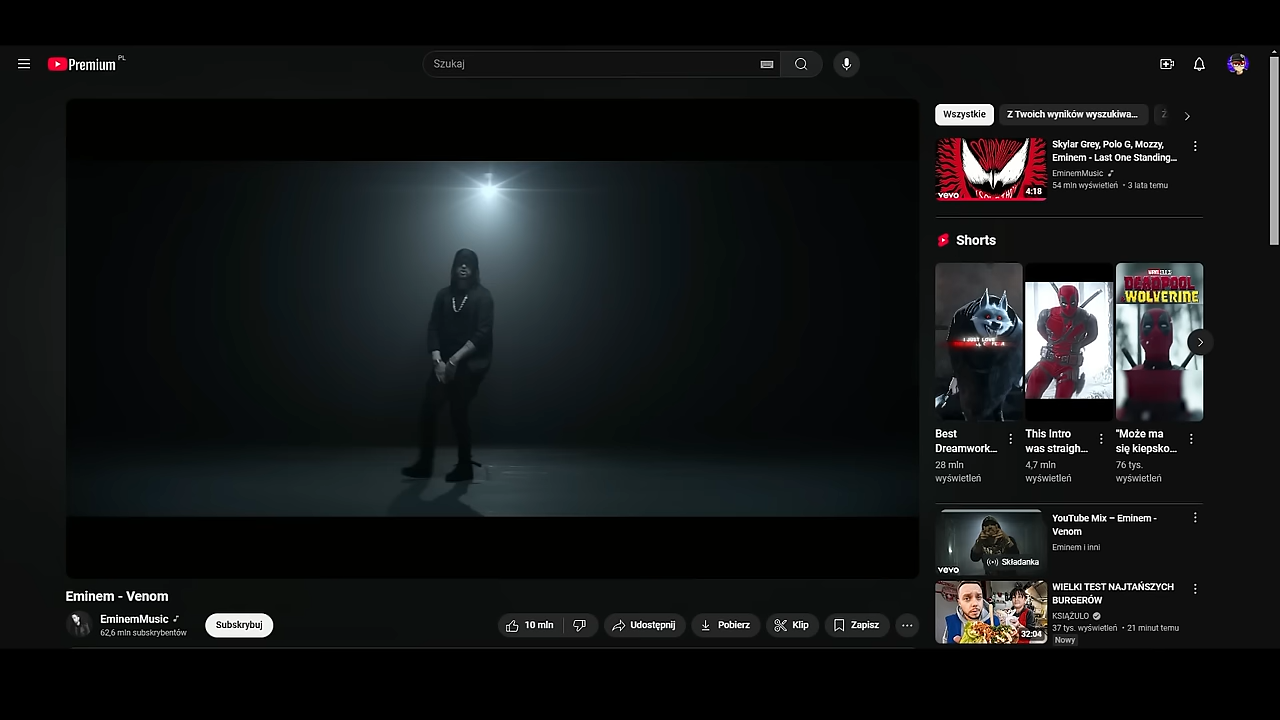 Premium PL
Szukaj
Wszystkie
Z Twoich wyników wyszukiwa...
Skylar Grey, Polo G, Mozzy,
Eminem - Last One Standing...
EminemMusic
54 mln wyświetleń • 3 lata temu
vevo
4:18
Shorts
DEADPOOL
WOLVERINE
I JUST LOVE
Best
Dreamwork...
28 mln
wyświetleń
This Intro
was straigh...
4,7 mln
wyświetleń
"Może ma
się kiepsko...
76 tys.
wyświetleń
YouTube Mix – Eminem -
Venom
Eminem i inni
vevo
Składanka
WIELKI TEST NAJTAŃSZYCH
BURGERÓW
KSIĄŻULO
37 tys. wyświetleń • 21 minut temu
Nowy
32:04
Eminem - Venom
EminemMusic
62,6 mln subskrybentów
Subskrybuj
10 mln
Udostępnij
Pobierz
Klip
Zapisz